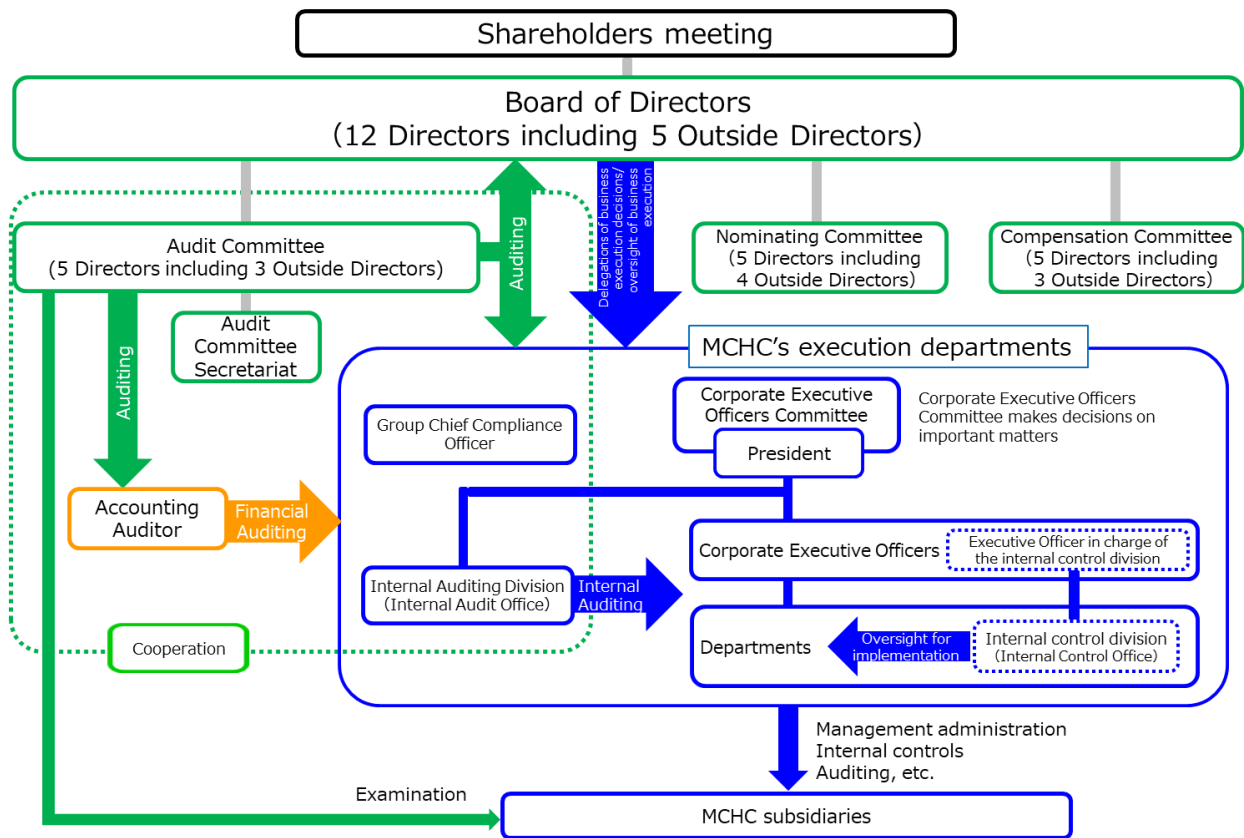 Shareholders meeting
Board of Directors
(12 Directors including 5 Outside Directors)
Delegations of business
execution decisions/
oversight of business
execution
Auditing
Audit Committee
(5 Directors including 3 Outside Directors)
Nominating Committee
(5 Directors including
4 Outside Directors)
Compensation Committee
(5 Directors including
3 Outside Directors)
Auditing
Audit
Committee
Secretariat
MCHC's execution departments
Group Chief Compliance
Officer
Corporate Executive
Officers Committee
President
Corporate Executive Officers
Committee makes decisions on
important matters
Accounting
Auditor
Financial
Auditing
Corporate Executive Officers
Executive Officer in charge of
the internal control division
Internal Auditing Division
(Internal Audit Office)
Internal
Auditing
Departments
Oversight for
implementation
Internal control division
(Internal Control Office)
Cooperation
Management administration
Internal controls
Auditing, etc.
Examination
MCHC subsidiaries